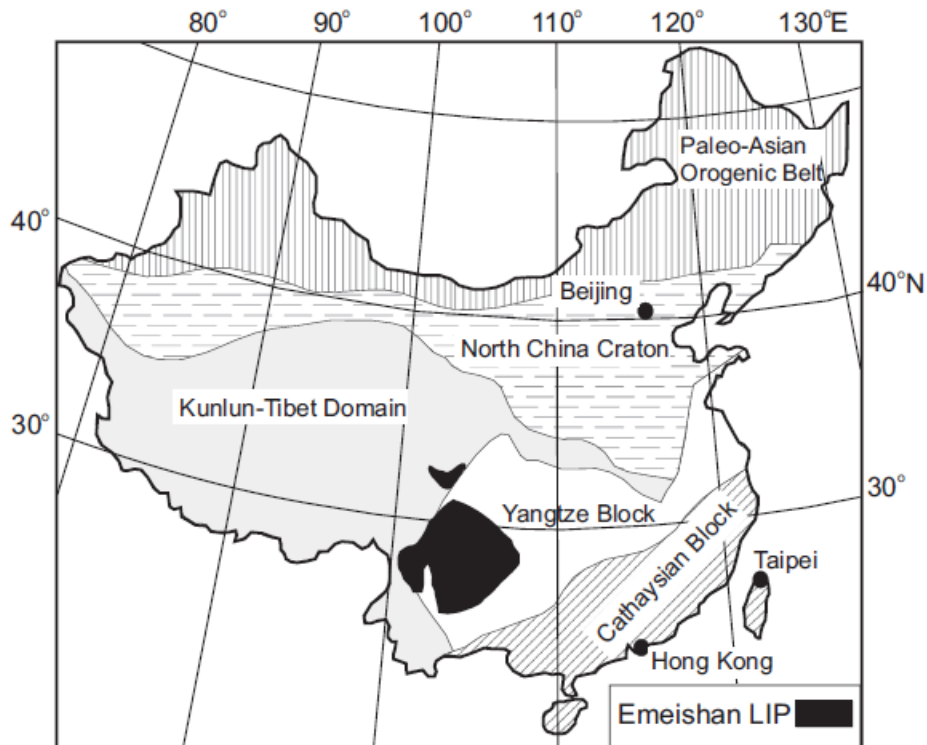 80° 90° 100° 110° 120° 130°E
Paleo-Asian
Orogenic Belt
40°
40°N
Beijing
North China Craton
Kunlun-Tibet Domain
30°
30°
Yangtze Block
Cathaysian Block
Taipei
Hong Kong
Emeishan LIP